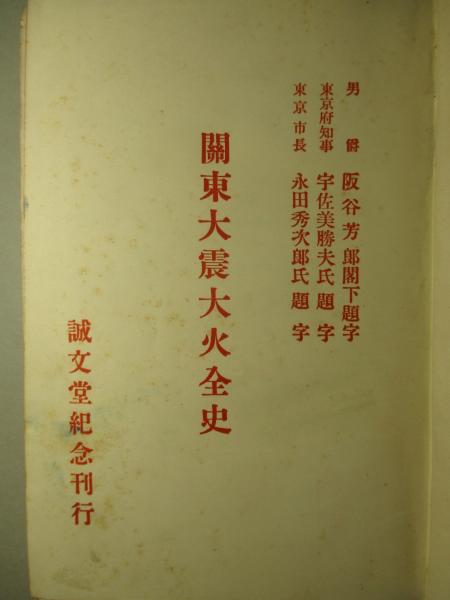 男爵 阪谷芳郎閣下題字
東京府知事 宇佐美勝夫氏題字
東京市長 永田秀次郎氏題字
關東大震大火全史
誠文堂紀念刊行